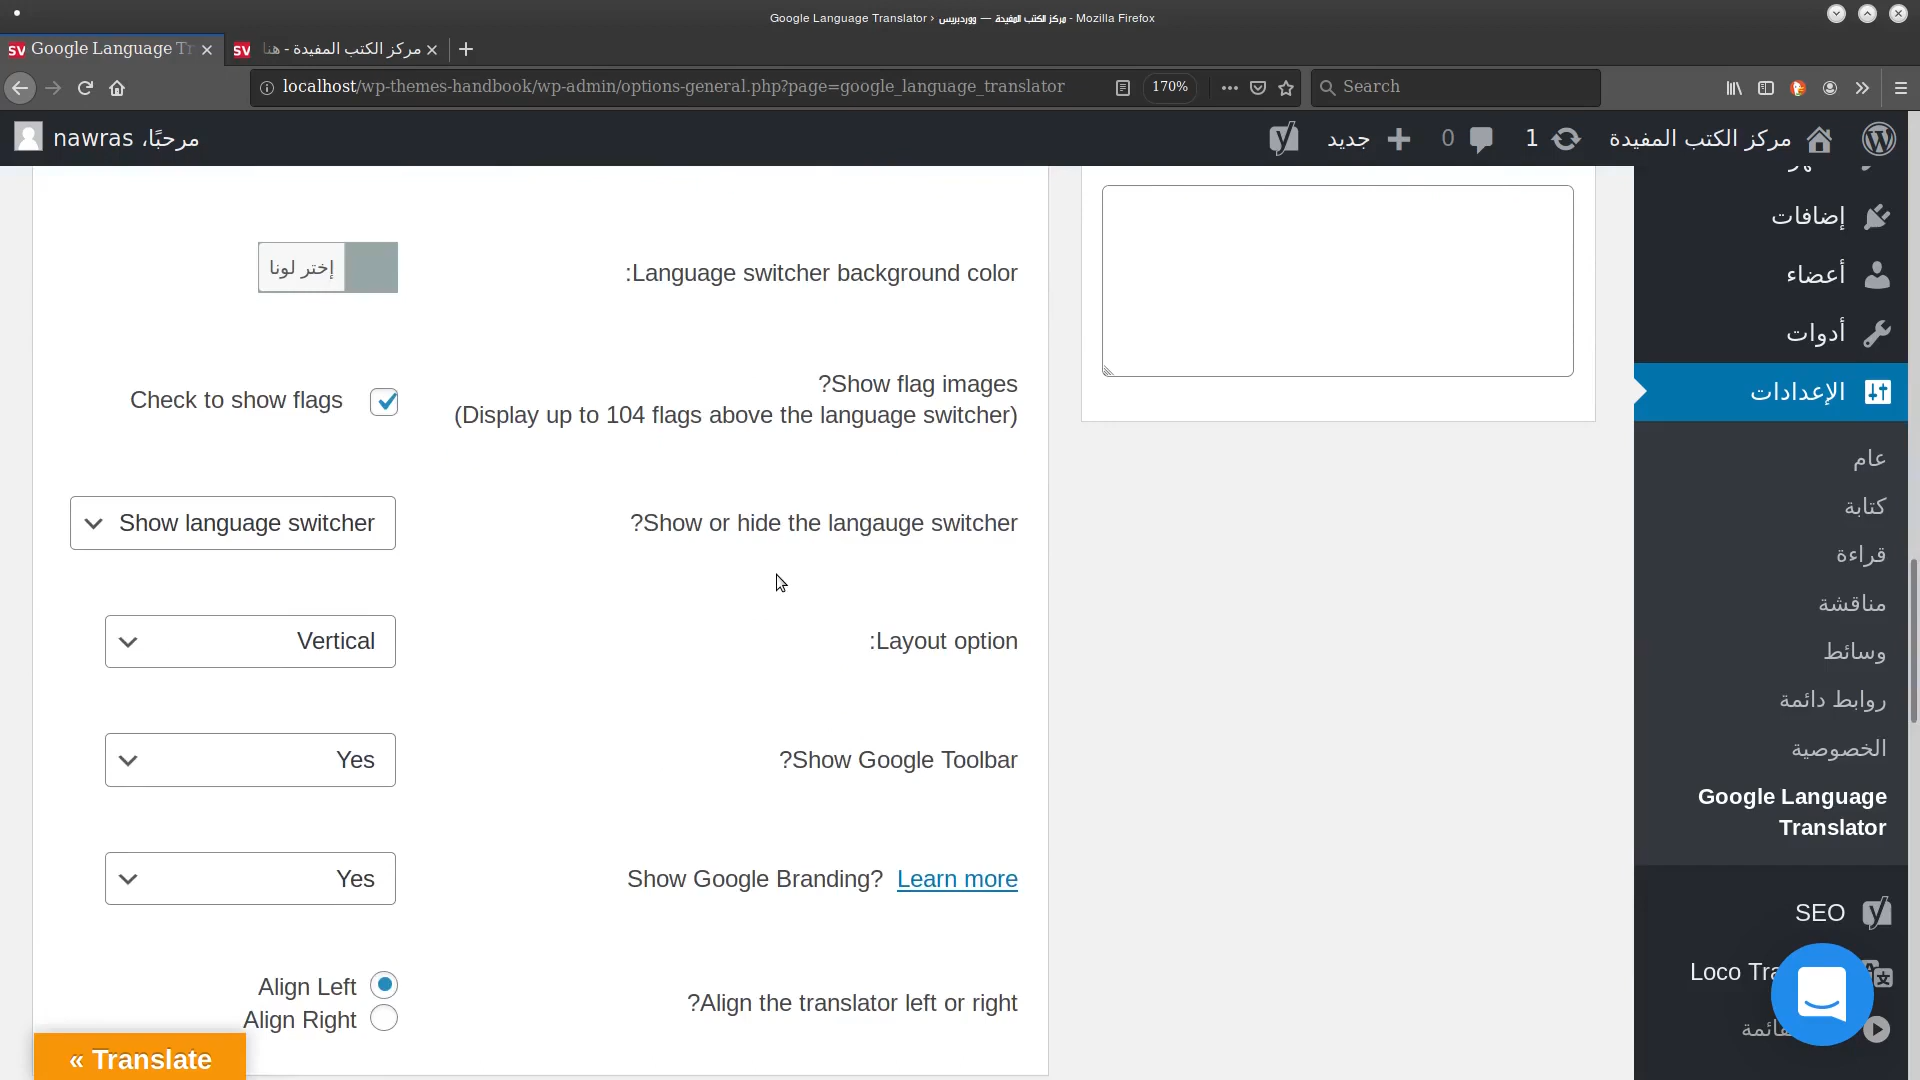 Google Language Translator › مركز الكتب المفيدة — ووردبريس - Mozilla Firefox
SV Google Language Tr
SV مركز الكتب المفيدة - هنا
localhost/wp-themes-handbook/wp-admin/options-general.php?page=google_language_translator
170%
Search
مرحبًا، nawras
جديد
0
1
مركز الكتب المفيدة
إضافات
أعضاء
أدوات
الإعدادات
عام
كتابة
قراءة
مناقشة
وسائط
روابط دائمة
الخصوصية
Google Language
Translator
SEO
Loco Tra
:Language switcher background color
إختر لونا
?Show flag images
(Display up to 104 flags above the language switcher)
Check to show flags
?Show or hide the langauge switcher
Show language switcher
:Layout option
Vertical
?Show Google Toolbar
Yes
Show Google Branding? Learn more
Yes
?Align the translator left or right
Align Left
Align Right
« Translate